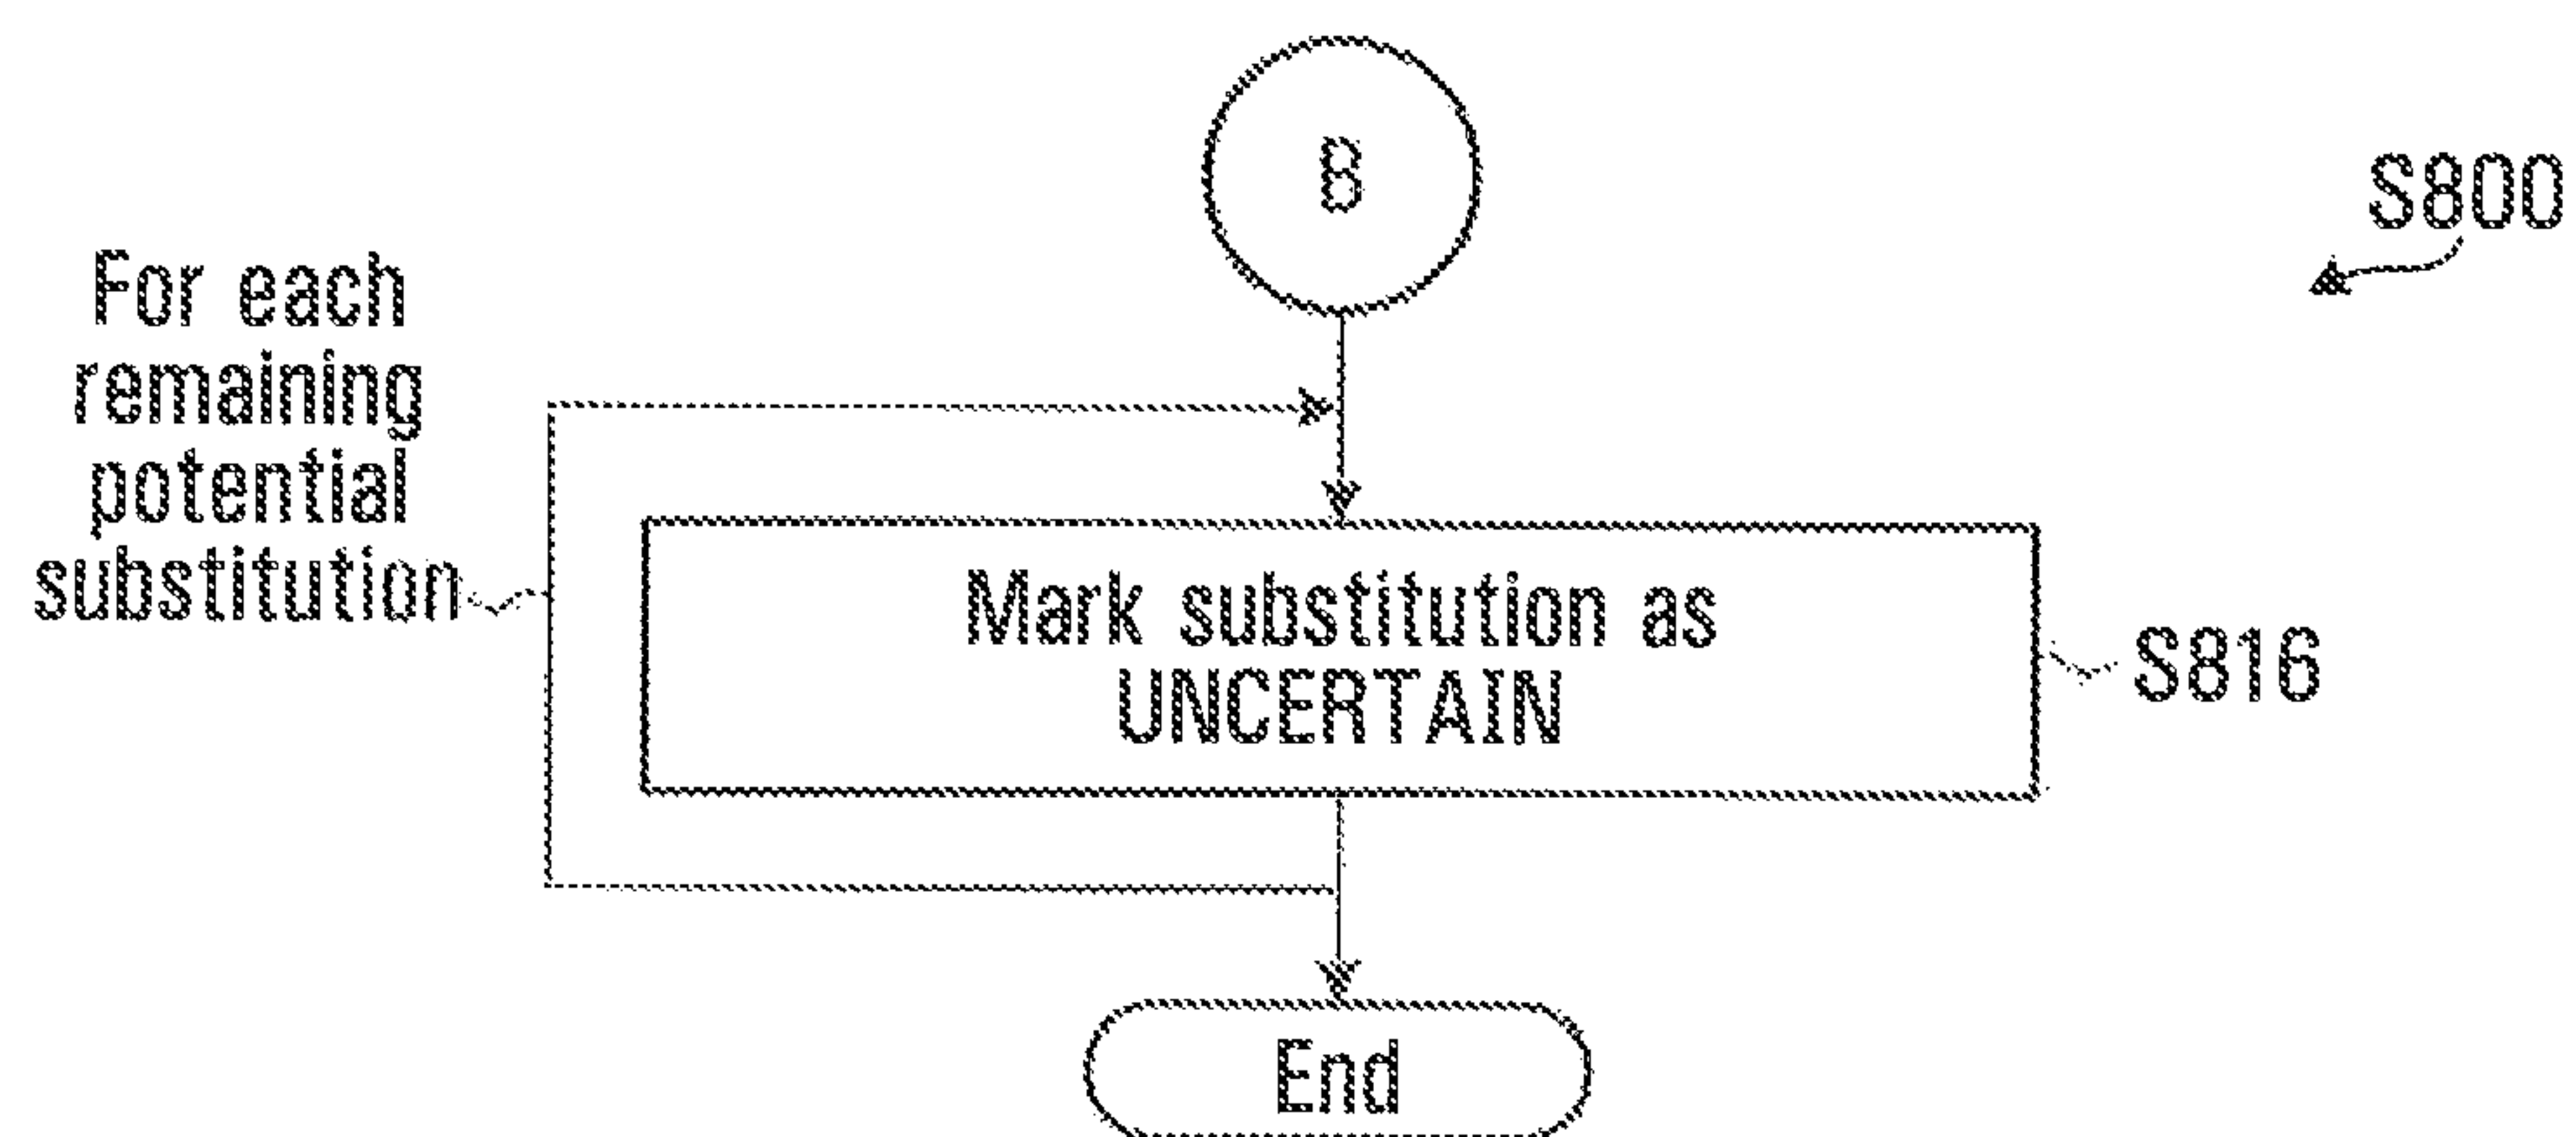 B
S800
For each
remaining
potential
substitution
Mark substitution as
UNCERTAIN
S816
End